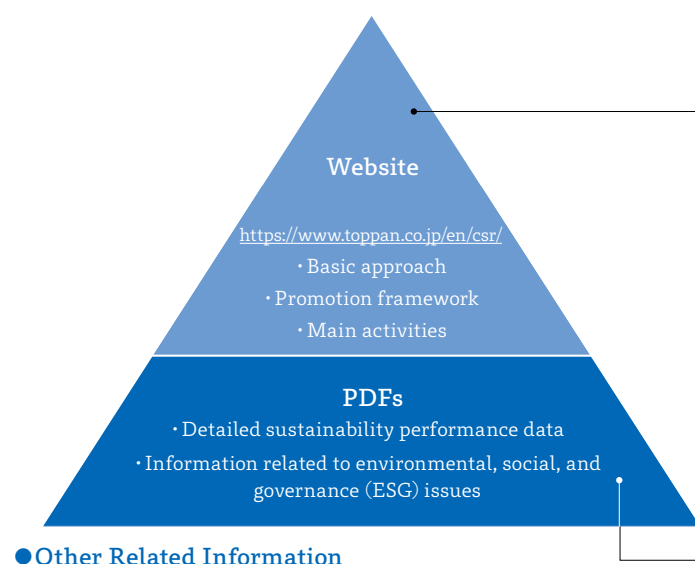 Website
https://www.toppan.co.jp/en/csr/
・Basic approach
・Promotion framework
・Main activities
PDFs
・Detailed sustainability performance data
・Information related to environmental, social, and
governance (ESG) issues
●Other Related Information